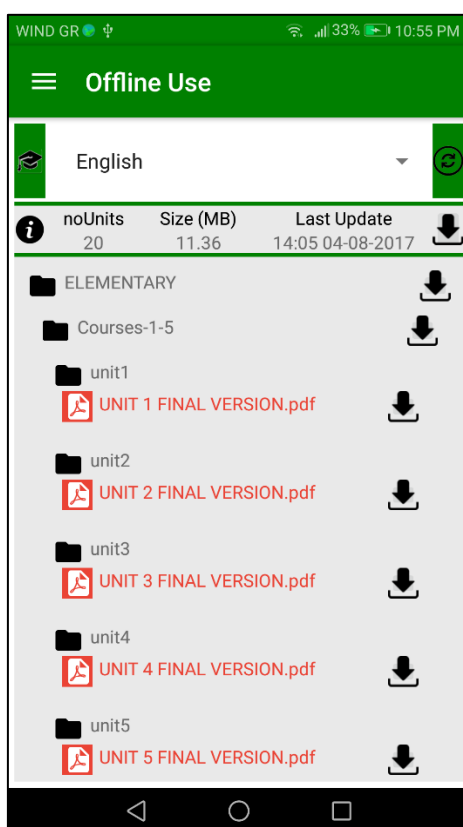 WIND GR 33% 10:55 PM
Offline Use
English
noUnits Size (MB) Last Update
20 11.36 14:05 04-08-2017
ELEMENTARY
Courses-1-5
unit1
UNIT 1 FINAL VERSION.pdf
unit2
UNIT 2 FINAL VERSION.pdf
unit3
UNIT 3 FINAL VERSION.pdf
unit4
UNIT 4 FINAL VERSION.pdf
unit5
UNIT 5 FINAL VERSION.pdf